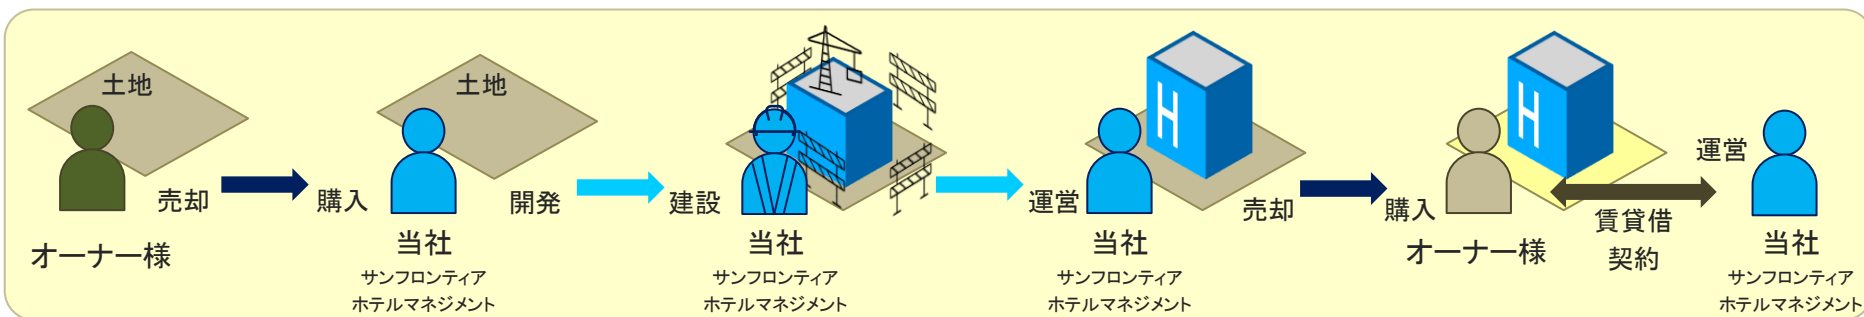 土地
売却
オーナー様
土地
購入
開発
当社
サンフロンティア
ホテルマネジメント
建設
当社
サンフロンティア
ホテルマネジメント
H
運営
売却
当社
サンフロンティア
ホテルマネジメント
H
購入
オーナー様
賃貸借
契約
運営
当社
サンフロンティア
ホテルマネジメント